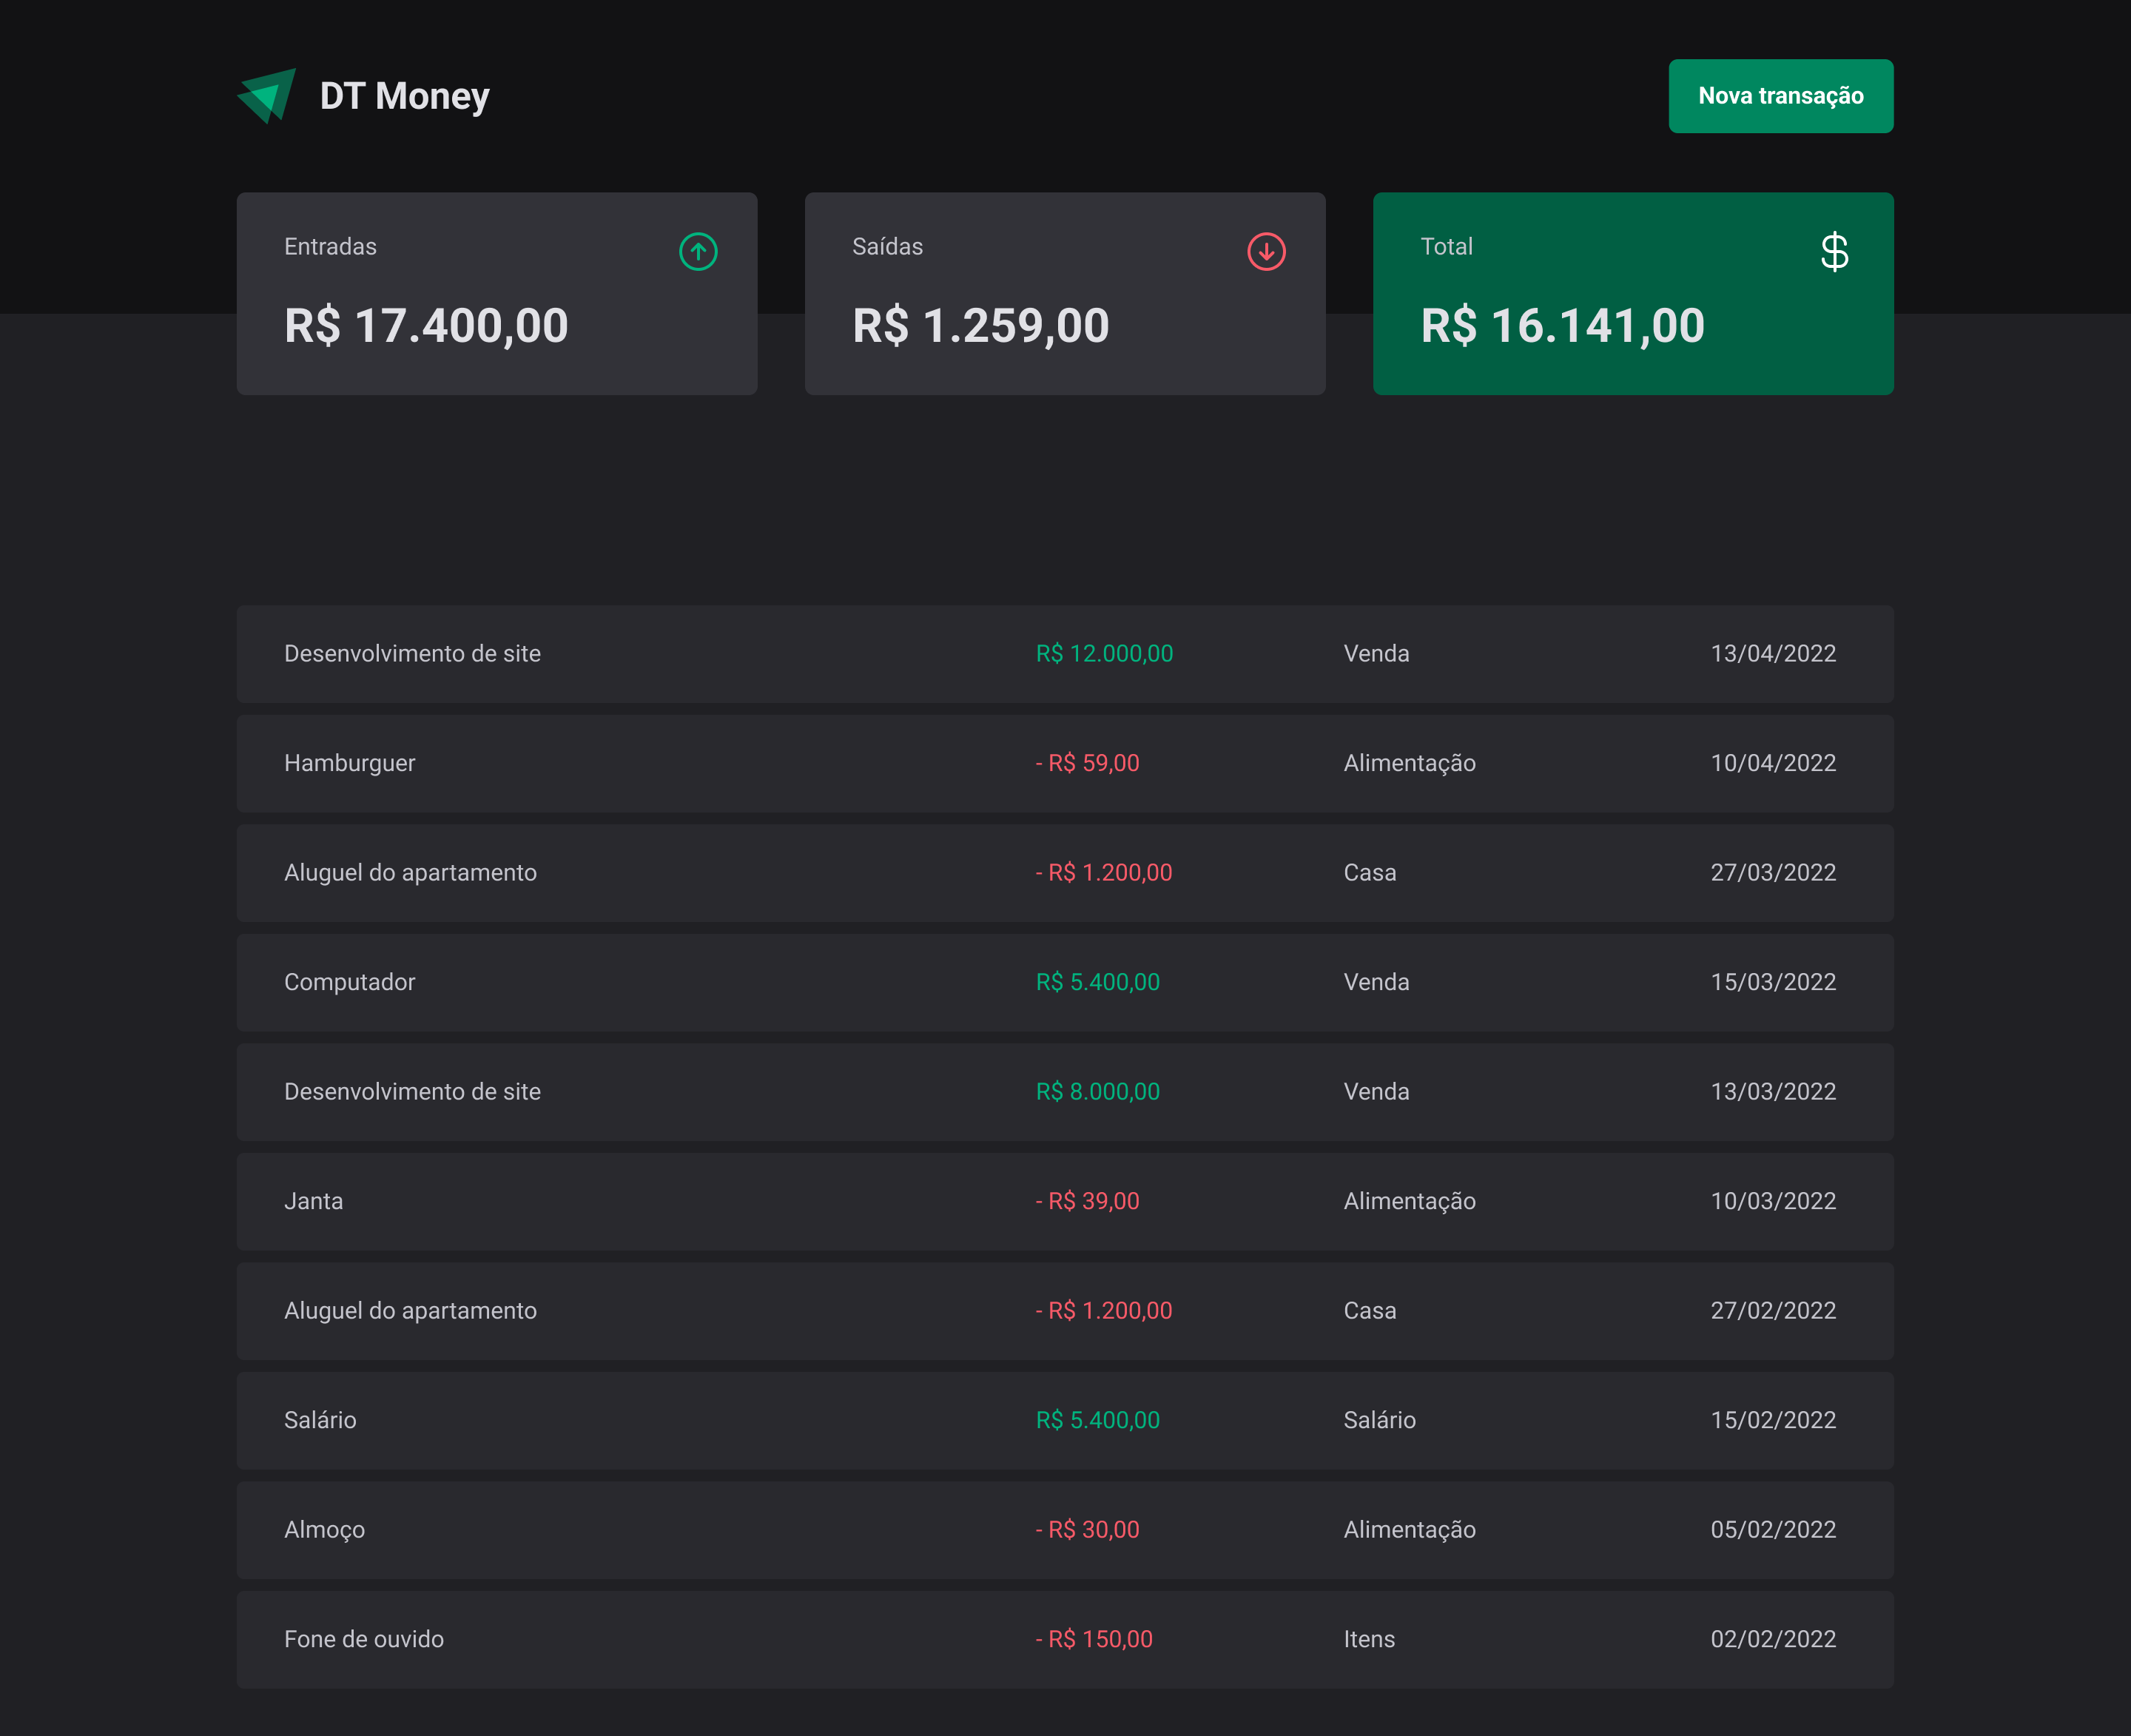 DT Money
Nova transação
Entradas
R$ 17.400,00
Saídas
R$ 1.259,00
Total
R$ 16.141,00
Desenvolvimento de site R$ 12.000,00 Venda 13/04/2022
Hamburguer - R$ 59,00 Alimentação 10/04/2022
Aluguel do apartamento - R$ 1.200,00 Casa 27/03/2022
Computador R$ 5.400,00 Venda 15/03/2022
Desenvolvimento de site R$ 8.000,00 Venda 13/03/2022
Janta - R$ 39,00 Alimentação 10/03/2022
Aluguel do apartamento - R$ 1.200,00 Casa 27/02/2022
Salário R$ 5.400,00 Salário 15/02/2022
Almoço - R$ 30,00 Alimentação 05/02/2022
Fone de ouvido - R$ 150,00 Itens 02/02/2022